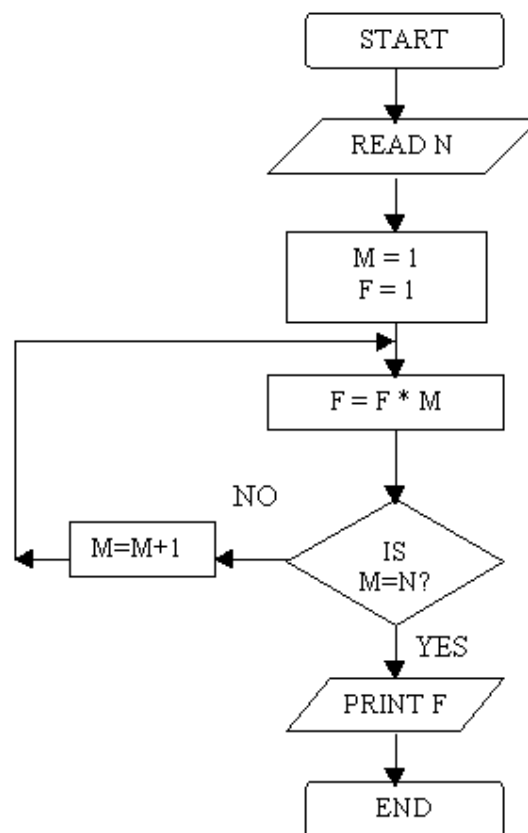 START
READ N
M = 1
F = 1
F = F * M
NO
M=M+1
IS
M=N?
YES
PRINT F
END